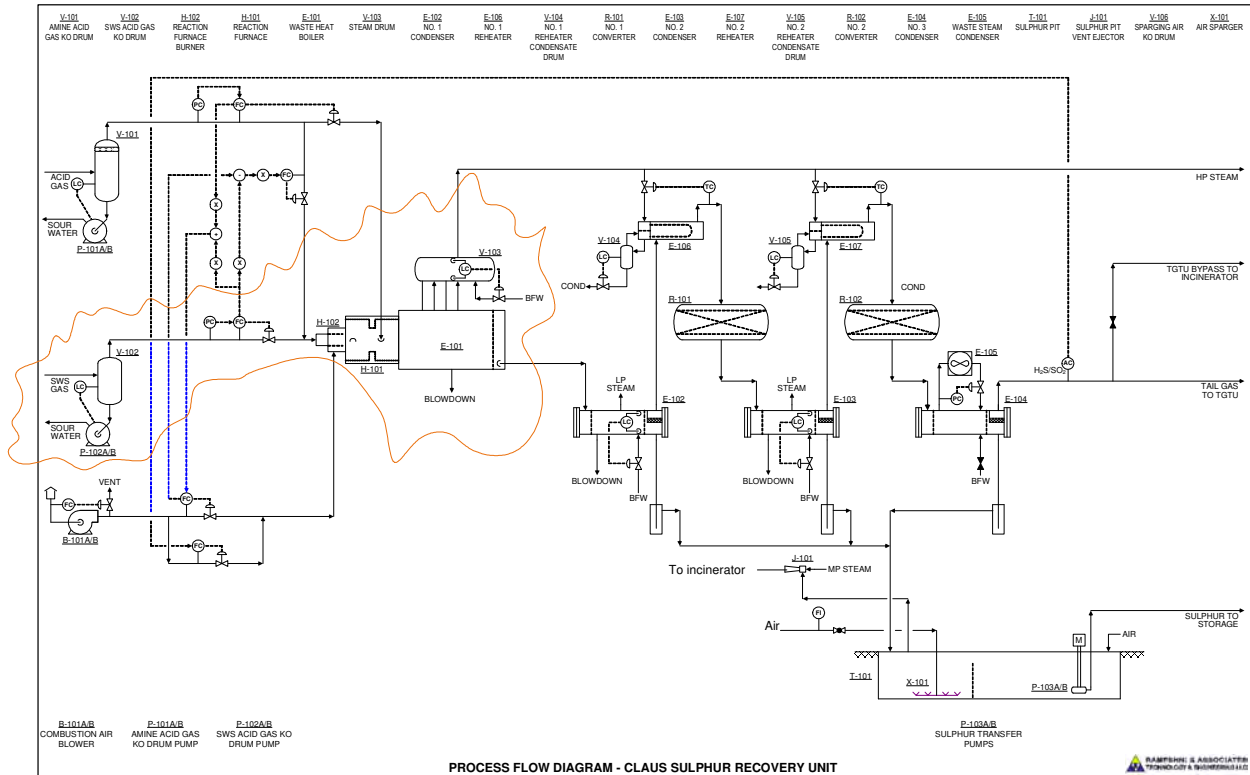 V-101
AMINE ACID
GAS KO DRUM
V-102
SWS ACID GAS
KO DRUM
H-102
REACTION
FURNACE
BURNER
H-101
REACTION
FURNACE
E-101
WASTE HEAT
BOILER
V-103
STEAM DRUM
E-102
NO. 1
CONDENSER
E-106
NO. 1
REHEATER
V-104
NO. 1
REHEATER
CONDENSATE
DRUM
R-101
NO. 1
CONVERTER
E-103
NO. 2
CONDENSER
E-107
NO. 2
REHEATER
V-105
NO. 2
REHEATER
CONDENSATE
DRUM
R-102
NO. 2
CONVERTER
E-104
NO. 3
CONDENSER
E-105
WASTE STEAM
CONDENSER
T-101
SULPHUR PIT
J-101
SULPHUR PIT
VENT EJECTOR
V-106
SPARGING AIR
KO DRUM
X-101
AIR SPARGER
PC
FC
V-101
ACID
GAS
LC
SOUR
WATER
P-101A/B
-
X
FC
X
+
X
X
HP STEAM
TC
TC
V-104
LC
E-106
COND
V-105
LC
E-107
COND
V-103
LC
BFW
TGTU BYPASS TO
INCINERATOR
R-101
R-102
PC
FC
H-102
V-102
E-101
H-101
SWS
GAS
LC
SOUR
WATER
P-102A/B
BLOWDOWN
LP
STEAM
E-102
LC
BLOWDOWN
BFW
LP
STEAM
E-103
LC
BLOWDOWN
BFW
E-105
PC
E-104
BFW
AC
H2S/SO2
TAIL GAS
TO TGTU
VENT
FC
FC
B-101A/B
FC
J-101
To incinerator
MP STEAM
FI
Air
SULPHUR TO
STORAGE
M
AIR
T-101
X-101
P-103A/B
B-101A/B
COMBUSTION AIR
BLOWER
P-101A/B
AMINE ACID GAS
KO DRUM PUMP
P-102A/B
SWS ACID GAS KO
DRUM PUMP
P-103A/B
SULPHUR TRANSFER
PUMPS
PROCESS FLOW DIAGRAM - CLAUS SULPHUR RECOVERY UNIT